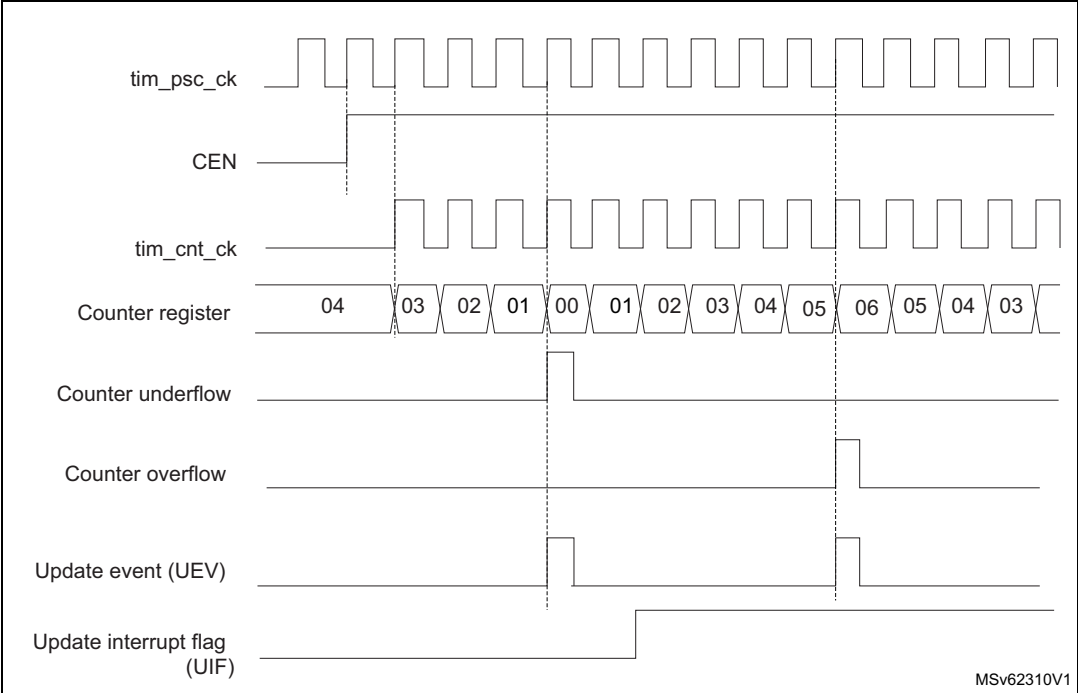 tim_psc_ck
CEN
tim_cnt_ck
Counter register
04 03 02 01 00 01 02 03 04 05 06 05 04 03
Counter underflow
Counter overflow
Update event (UEV)
Update interrupt flag
(UIF)
MSv62310V1